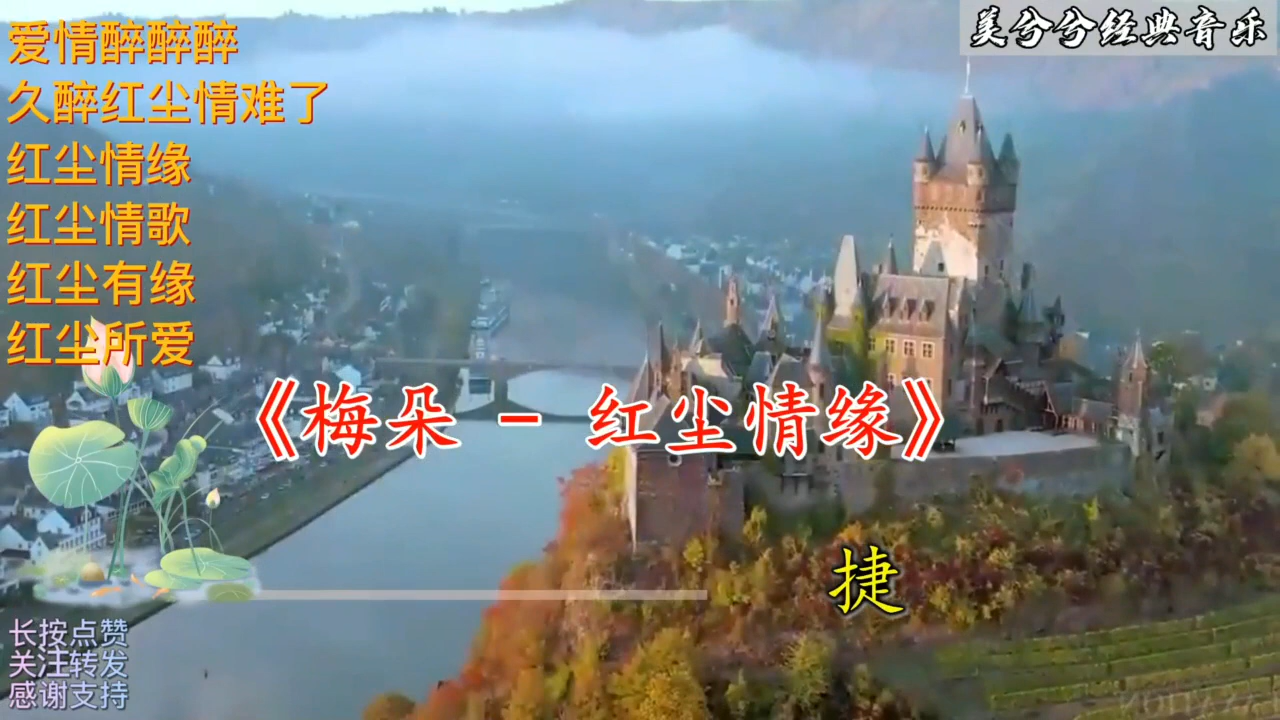 爱情醉醉醉
久醉红尘情难了
红尘情缘
红尘情歌
红尘有缘
红尘所爱
美兮兮经典音乐
《梅朵 - 红尘情缘》
捷
长按点赞
关注转发
感谢支持